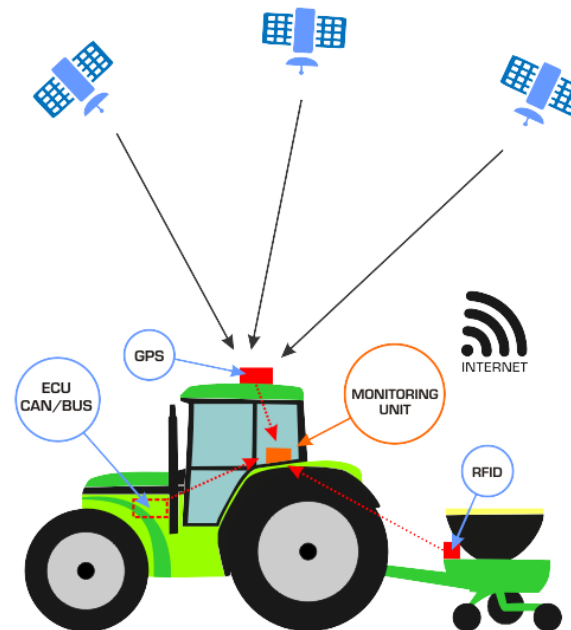 GPS
INTERNET
ECU
CAN/BUS
MONITORING
UNIT
RFID